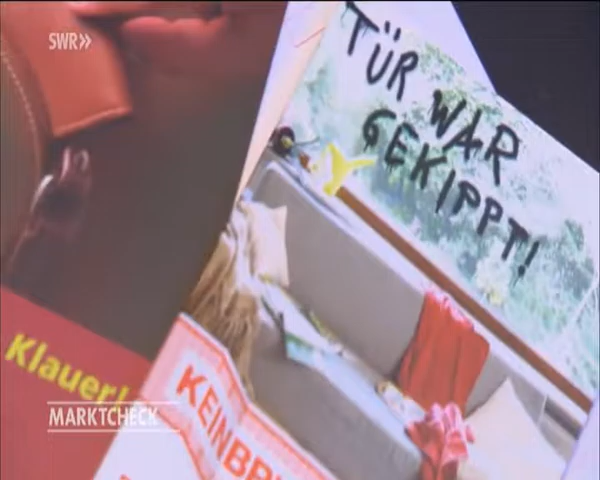 SWR»
TÜR
WAR
GEKIPPT!
Klauer
MARKTCHECK
KEINBR